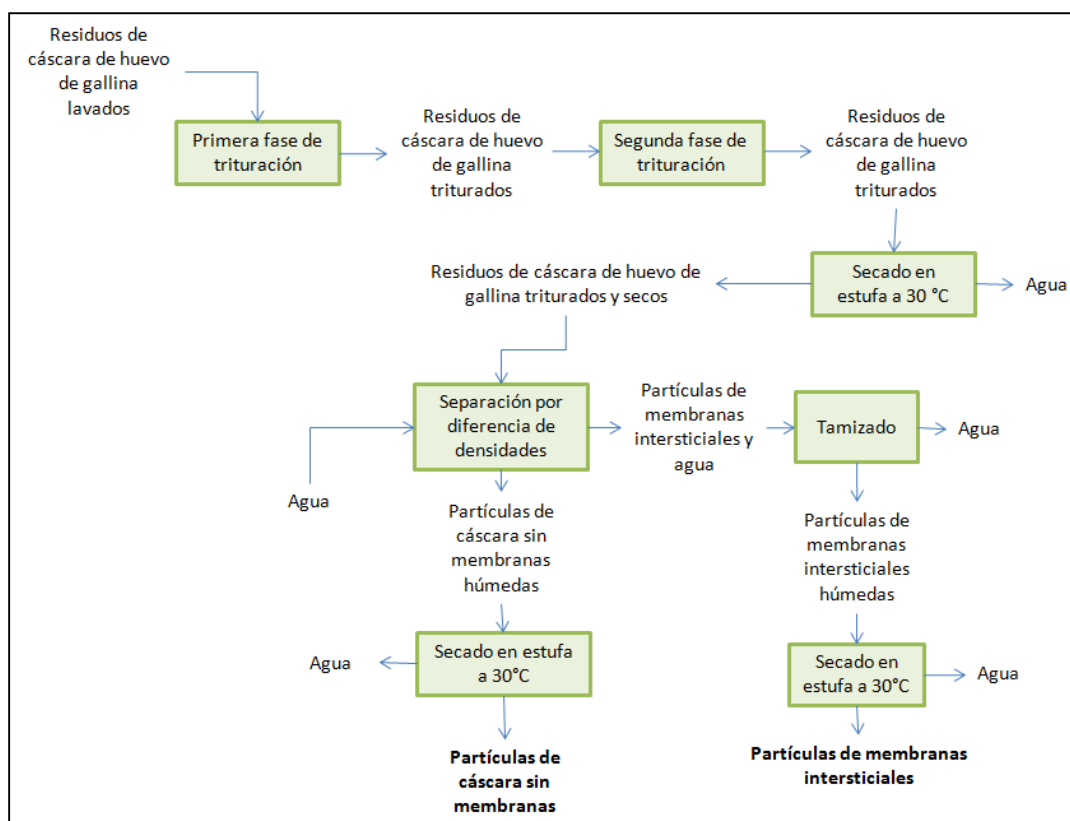 Residuos de
cáscara de huevo
de gallina
lavados
Primera fase de
trituración
Residuos de
cáscara de huevo
de gallina
triturados
Segunda fase de
trituración
Residuos de
cáscara de huevo
de gallina
triturados
Secado en
estufa a 30 °C
Agua
Residuos de cáscara de huevo de
gallina triturados y secos
Separación por
diferencia de
densidades
Agua
Partículas de
membranas
intersticiales y
agua
Tamizado
Agua
Partículas de
cáscara sin
membranas
húmedas
Partículas de
membranas
intersticiales
húmedas
Secado en estufa
a 30°C
Agua
Secado en
estufa a 30°C
Agua
Partículas de
cáscara sin
membranas
Partículas de membranas
intersticiales